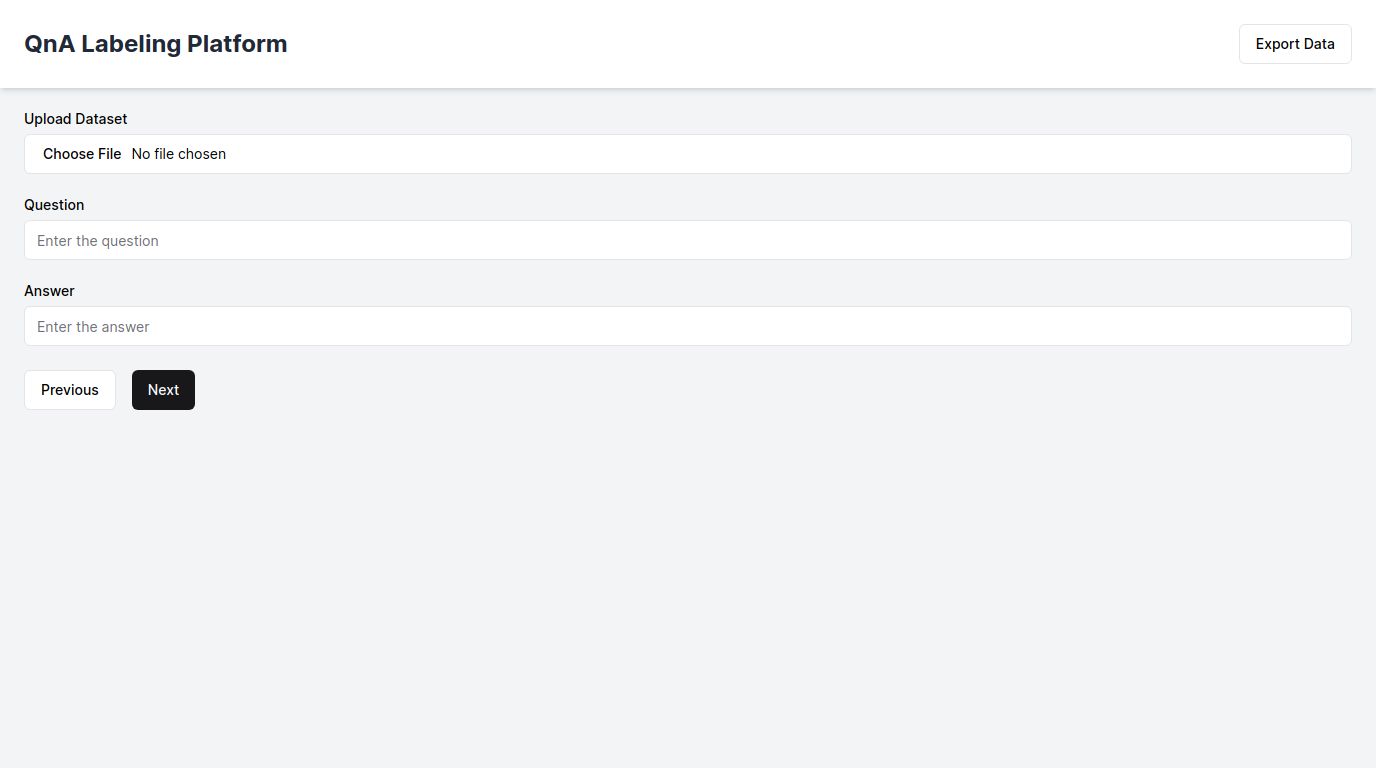 QnA Labeling Platform
Export Data
Upload Dataset
Choose File No file chosen
Question
Enter the question
Answer
Enter the answer
Previous Next